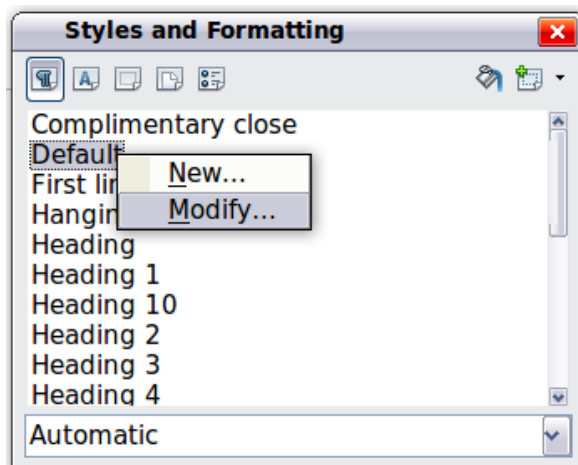 Styles and Formatting
Complimentary close
Default
New...
First lin
Modify...
Hangin
Heading
Heading 1
Heading 10
Heading 2
Heading 3
Heading 4
Automatic